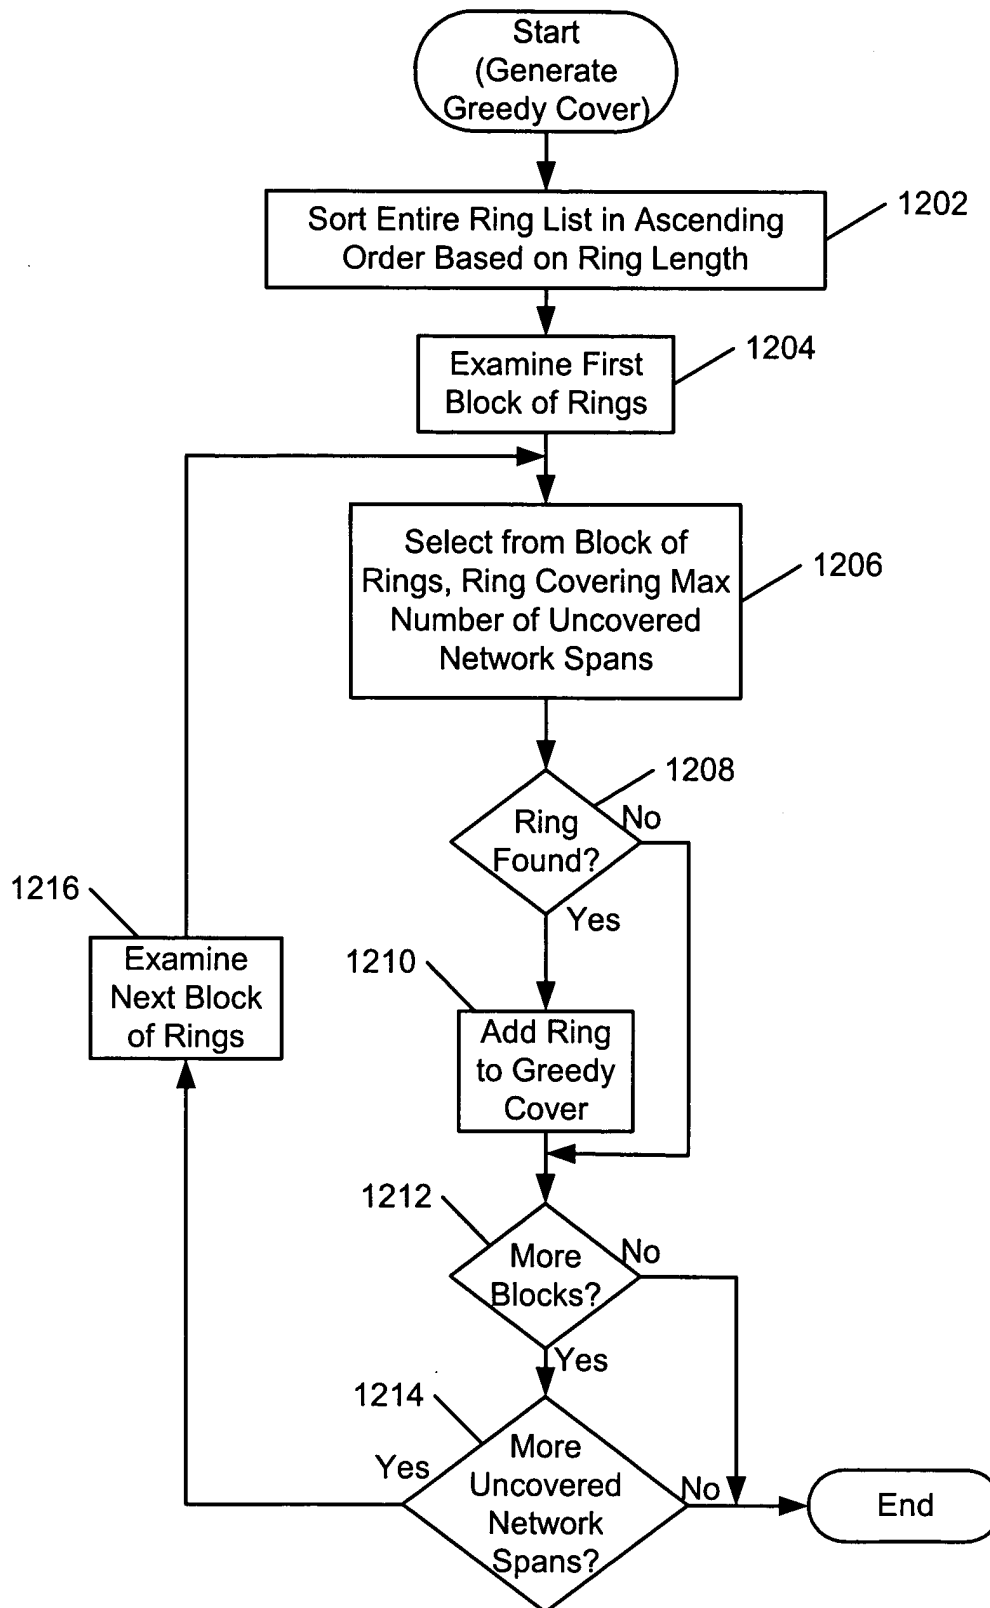 Start
(Generate
Greedy Cover)
Sort Entire Ring List in Ascending
Order Based on Ring Length
1202
Examine First
Block of Rings
1204
Select from Block of
Rings, Ring Covering Max
Number of Uncovered
Network Spans
1206
Ring
Found?
1208
No
Yes
1216
Examine
Next Block
of Rings
1210
Add Ring
to Greedy
Cover
1212
More
Blocks?
No
Yes
1214
More
Uncovered
Network
Spans?
Yes
No
End